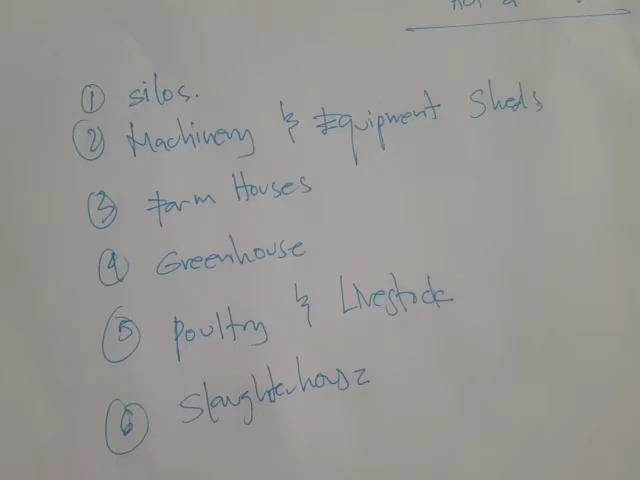 ① Silos.
② Machinery & Equipment Sheds
③ Farm Houses
④ Greenhouse
⑤ Poultry & Livestock
⑥ Slaughterhouse